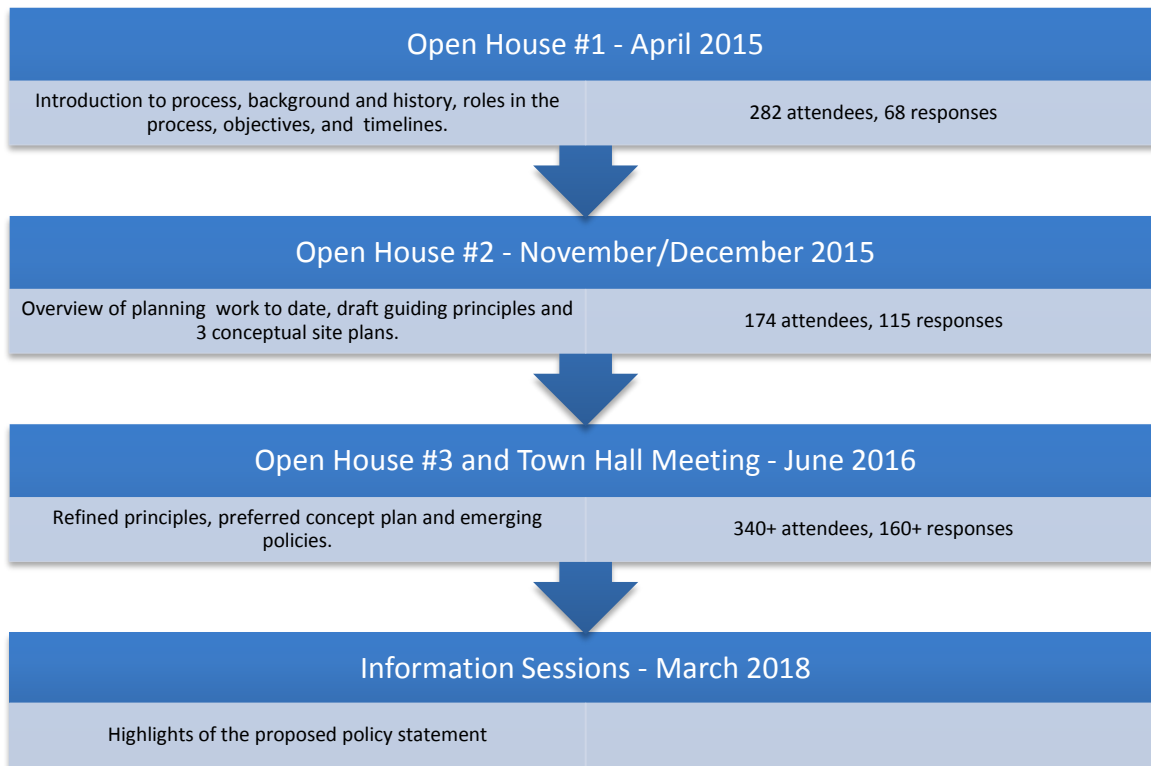 Open House #1 - April 2015
Introduction to process, background and history, roles in the
process, objectives, and timelines.
282 attendees, 68 responses
Open House #2 - November/December 2015
Overview of planning work to date, draft guiding principles and
3 conceptual site plans.
174 attendees, 115 responses
Open House #3 and Town Hall Meeting - June 2016
Refined principles, preferred concept plan and emerging
policies.
340+ attendees, 160+ responses
Information Sessions - March 2018
Highlights of the proposed policy statement